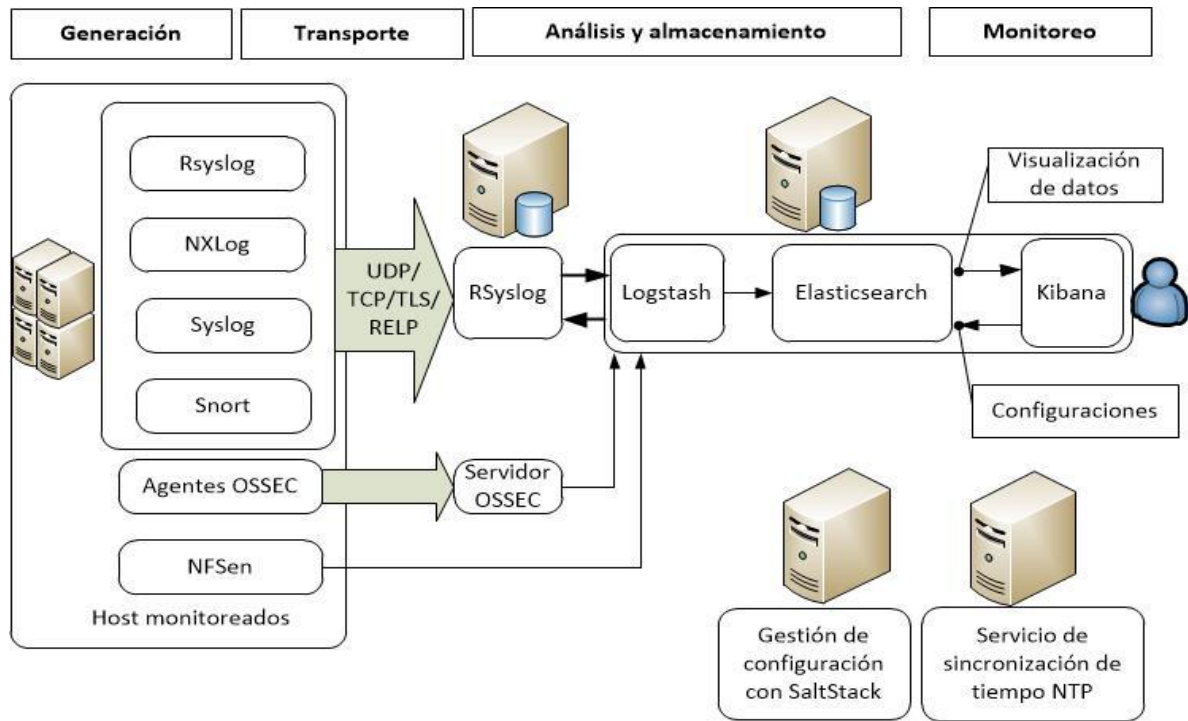 Generación
Transporte
Análisis y almacenamiento
Monitoreo
Rsyslog
NXLog
Syslog
Snort
Agentes OSSEC
NFSen
Host monitoreados
UDP/
TCP/TLS/
RELP
RSyslog
Servidor
OSSEC
Logstash
Elasticsearch
Kibana
Visualización
de datos
Configuraciones
Gestión de
configuración
con SaltStack
Servicio de
sincronización de
tiempo NTP